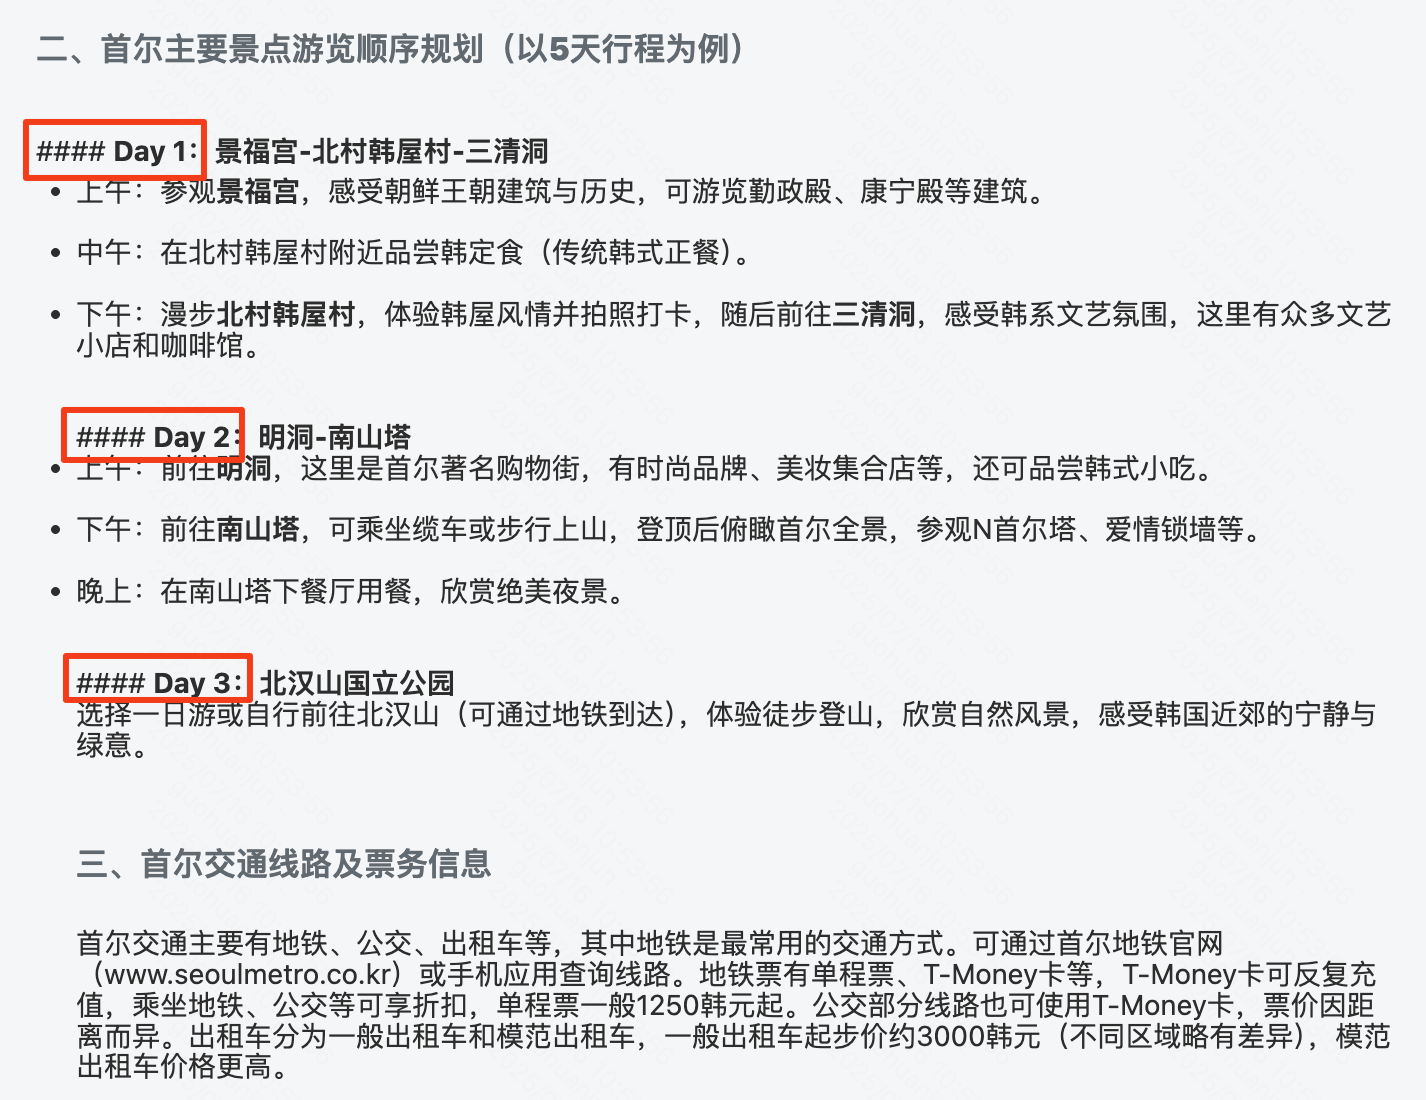 二、首尔主要景点游览顺序规划（以5天行程为例）
#### Day 1：景福宫-北村韩屋村-三清洞
• 上午：参观景福宫，感受朝鲜王朝建筑与历史，可游览勤政殿、康宁殿等建筑。
• 中午：在北村韩屋村附近品尝韩定食（传统韩式正餐）。
• 下午：漫步北村韩屋村，体验韩屋风情并拍照打卡，随后前往三清洞，感受韩系文艺氛围，这里有众多文艺
小店和咖啡馆。
#### Day 2：明洞-南山塔
• 上午：前往明洞，这里是首尔著名购物街，有时尚品牌、美妆集合店等，还可品尝韩式小吃。
• 下午：前往南山塔，可乘坐缆车或步行上山，登顶后俯瞰首尔全景，参观N首尔塔、爱情锁墙等。
• 晚上：在南山塔下餐厅用餐，欣赏绝美夜景。
#### Day 3：北汉山国立公园
选择一日游或自行前往北汉山（可通过地铁到达），体验徒步登山，欣赏自然风景，感受韩国近郊的宁静与
绿意。
三、首尔交通线路及票务信息
首尔交通主要有地铁、公交、出租车等，其中地铁是最常用的交通方式。可通过首尔地铁官网
（www.seoulmetro.co.kr）或手机应用查询线路。地铁票有单程票、T-Money卡等，T-Money卡可反复充
值，乘坐地铁、公交等可享折扣，单程票一般1250韩元起。公交部分线路也可使用T-Money卡，票价因距
离而异。出租车分为一般出租车和模范出租车，一般出租车起步价约3000韩元（不同区域略有差异），模范
出租车价格更高。